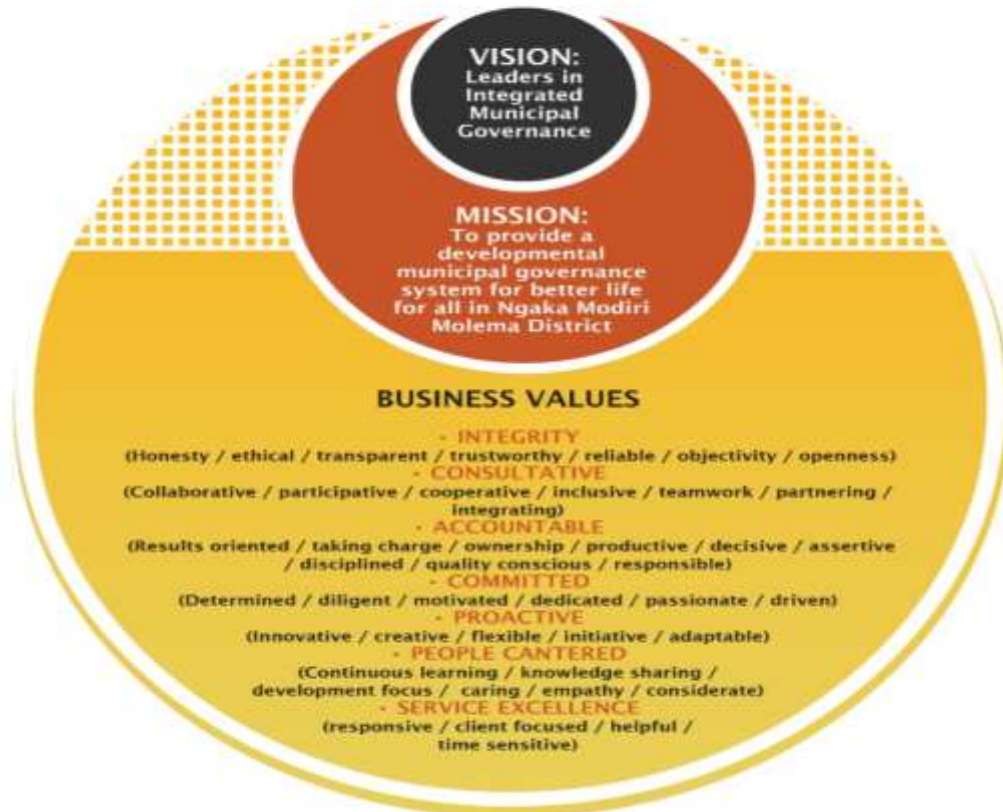 VISION:
Leaders in
Integrated
Municipal
Governance
MISSION:
To provide a
developmental
municipal governance
system for better life
for all in Ngaka Modiri
Molema District
BUSINESS VALUES
- INTEGRITY
(Honesty / ethical / transparent / trustworthy / reliable / objectivity / openness)
- CONSULTATIVE
(Collaborative / participative / cooperative / inclusive / teamwork / partnering /
integrating)
- ACCOUNTABLE
(Results oriented / taking charge / ownership / productive / decisive / assertive
/ disciplined / quality conscious / responsible)
- COMMITTED
(Determined / diligent / motivated / dedicated / passionate / driven)
- PROACTIVE
(Innovative / creative / flexible / initiative / adaptable)
- PEOPLE CANTERED
(Continuous learning / knowledge sharing /
development focus / caring / empathy / considerate)
- SERVICE EXCELLENCE
(responsive / client focused / helpful /
time sensitive)